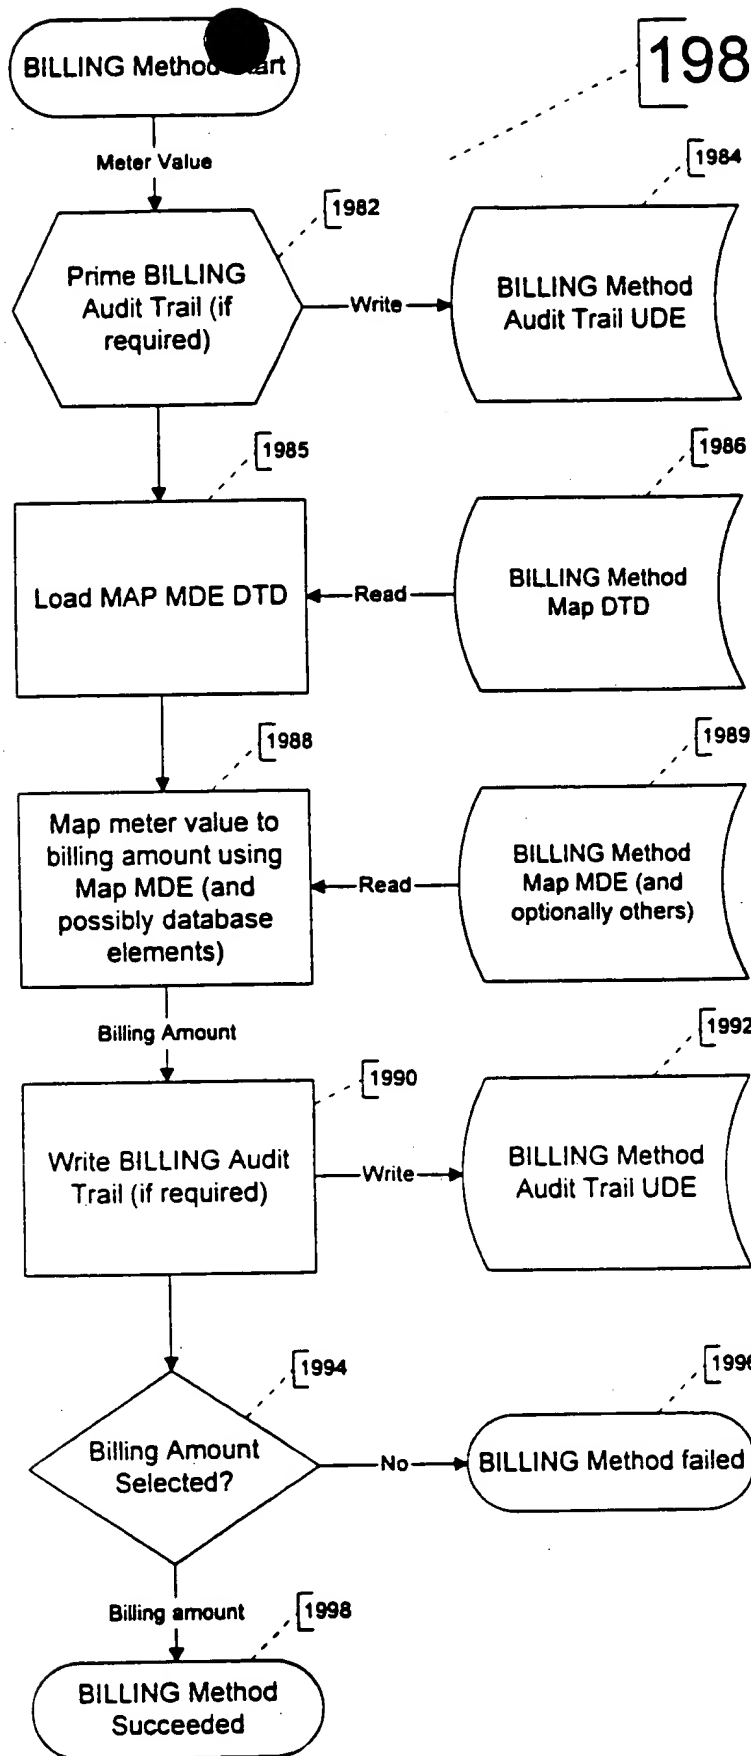 BILLING Method
198
Meter Value
1984
1982
Prime BILLING
Audit Trail (if
required)
Write
BILLING Method
Audit Trail UDE
1985
1986
Load MAP MDE DTD
Read
BILLING Method
Map DTD
1988
1989
Map meter value to
billing amount using
Map MDE (and
possibly database
elements)
Read
BILLING Method
Map MDE (and
optionally others)
Billing Amount
1992
1990
Write BILLING Audit
Trail (if required)
Write
BILLING Method
Audit Trail UDE
1994
1996
Billing Amount
Selected?
No
BILLING Method failed
Billing amount
1998
BILLING Method
Succeeded